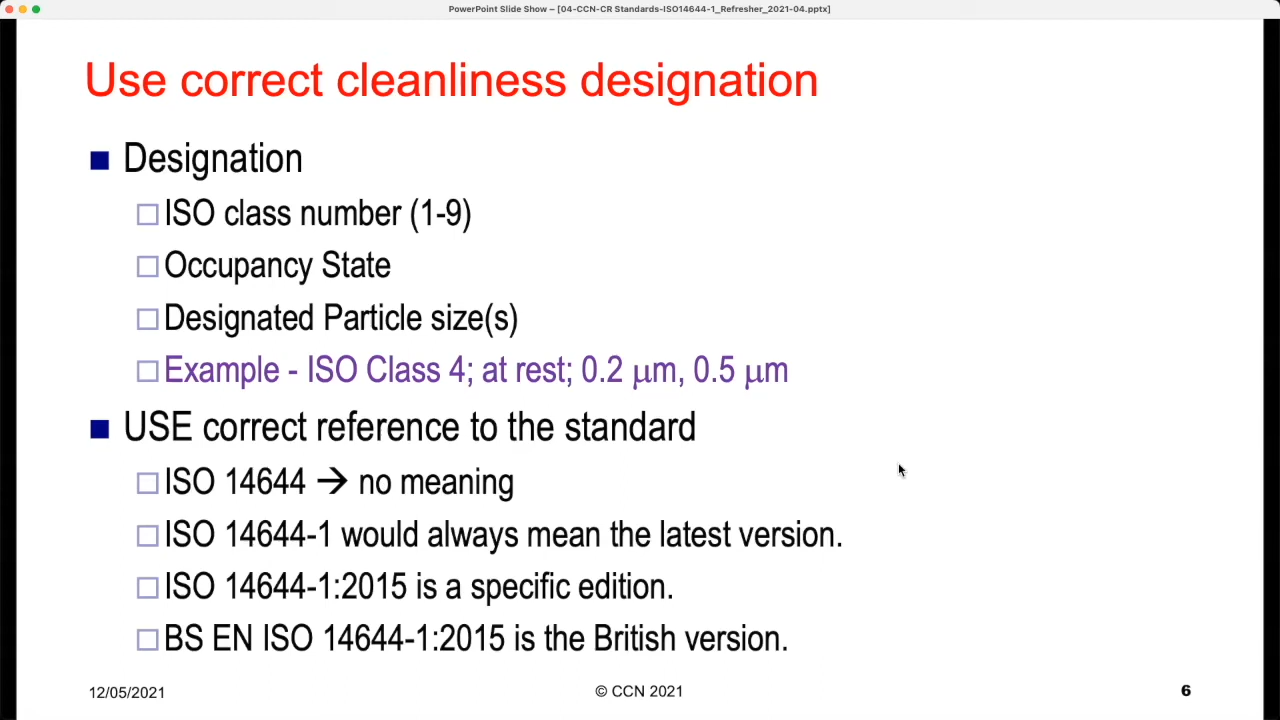 PowerPoint Slide Show – [04-CCN-CR Standards-ISO14644-1_Refresher_2021-04.pptx]
Use correct cleanliness designation
Designation
ISO class number (1-9)
Occupancy State
Designated Particle size(s)
Example - ISO Class 4; at rest; 0.2 μm, 0.5 μm
USE correct reference to the standard
ISO 14644 → no meaning
ISO 14644-1 would always mean the latest version.
ISO 14644-1:2015 is a specific edition.
BS EN ISO 14644-1:2015 is the British version.
12/05/2021 © CCN 2021 6